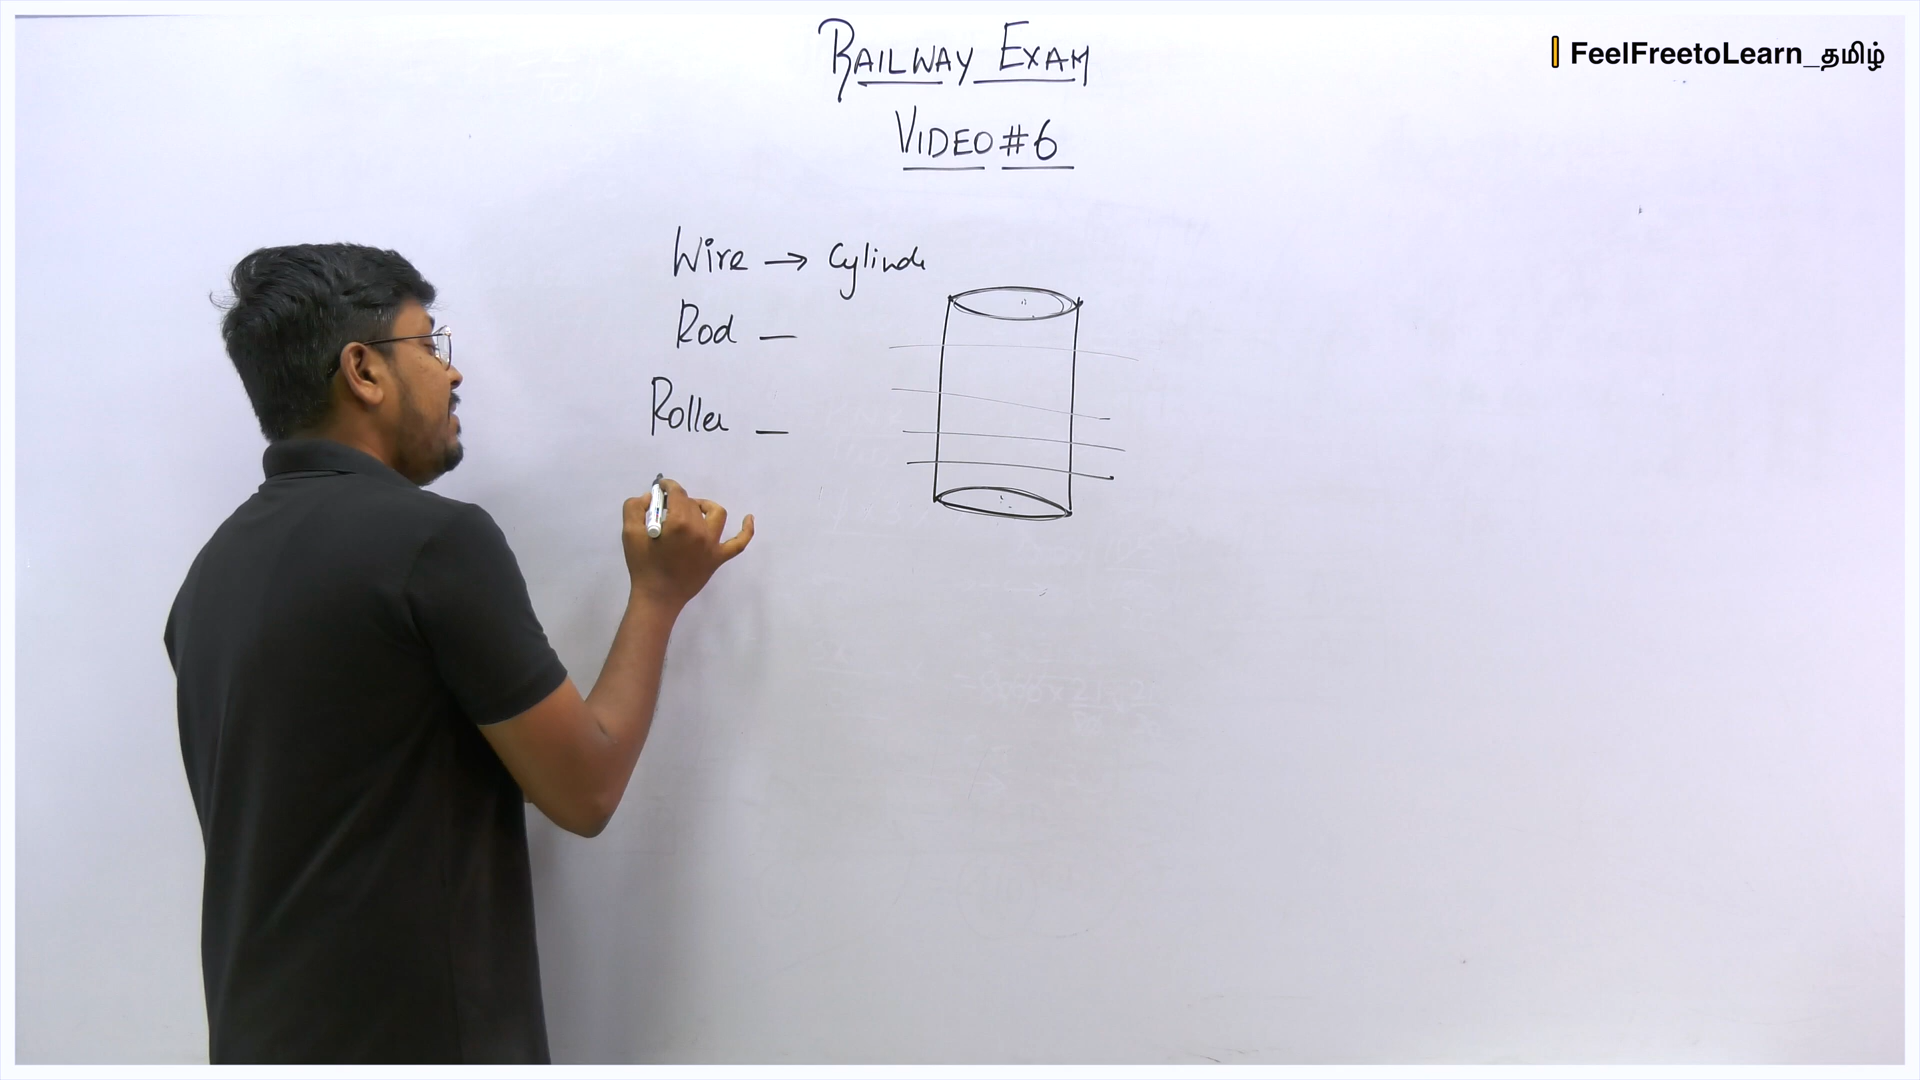 RAILWAY EXAM
FeelFreetoLearn_தமிழ்
VIDEO #6
Wire → Cylinde
Rod —
Roller —